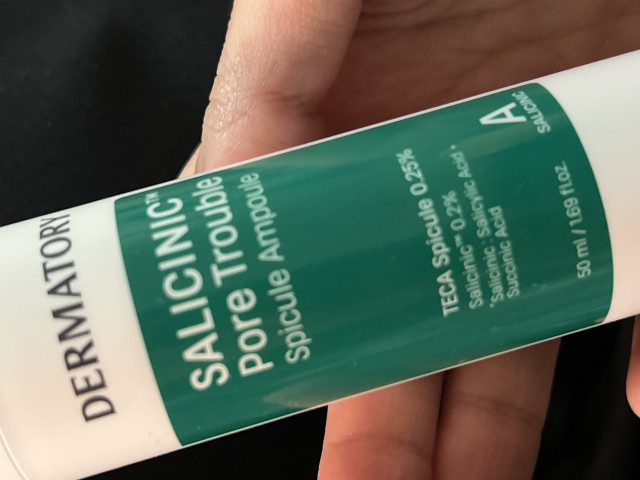 DERMATORY
SALICINIC™
Pore Trouble
Spicule Ampoule
TECA Spicule 0.25%
Salicinic™ 0.2%
*Salicinic : Salicylic Acid +
Succinic Acid
A
SALICINIC
50 ml / 1.69 fl.oz.